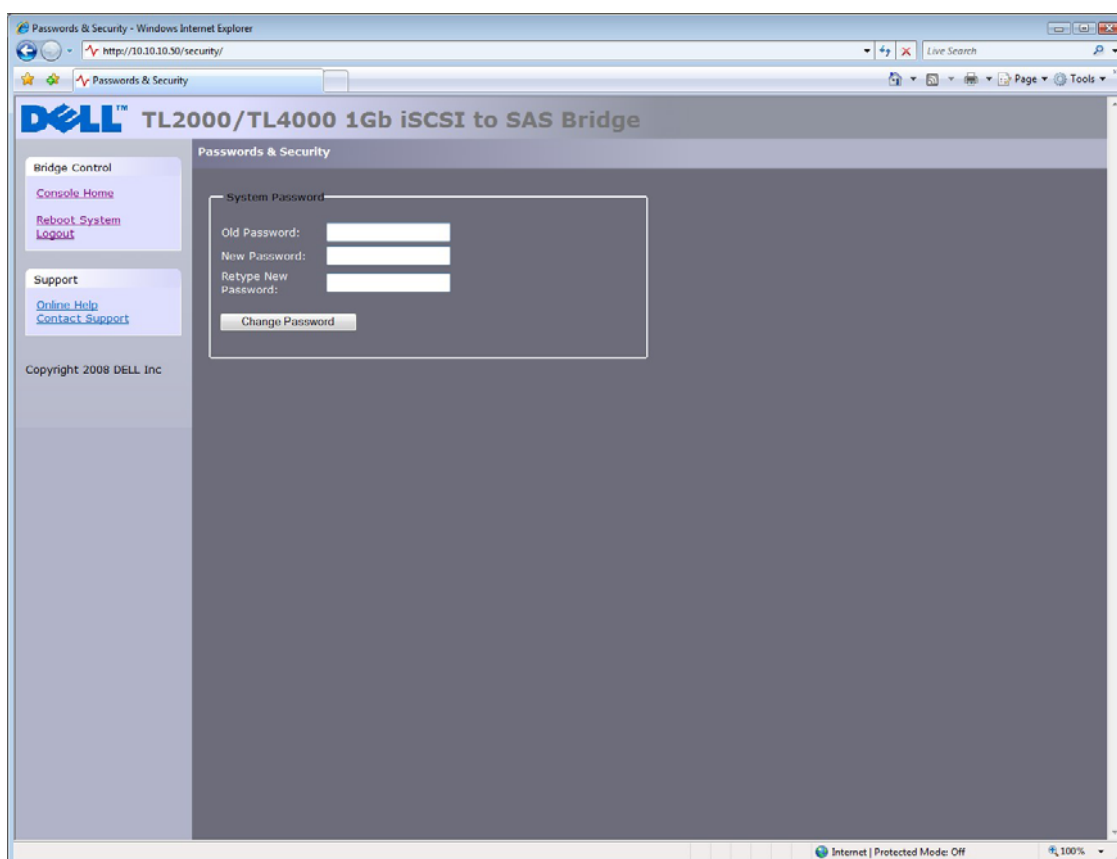 Passwords & Security - Windows Internet Explorer
http://10.10.10.50/security/
Live Search
Passwords & Security
Page
Tools
DELL™ TL2000/TL4000 1Gb iSCSI to SAS Bridge
Passwords & Security
Bridge Control
Console Home
Reboot System
Logout
Support
Online Help
Contact Support
Copyright 2008 DELL Inc
System Password
Old Password:
New Password:
Retype New
Password:
Change Password
Internet | Protected Mode: Off
100%